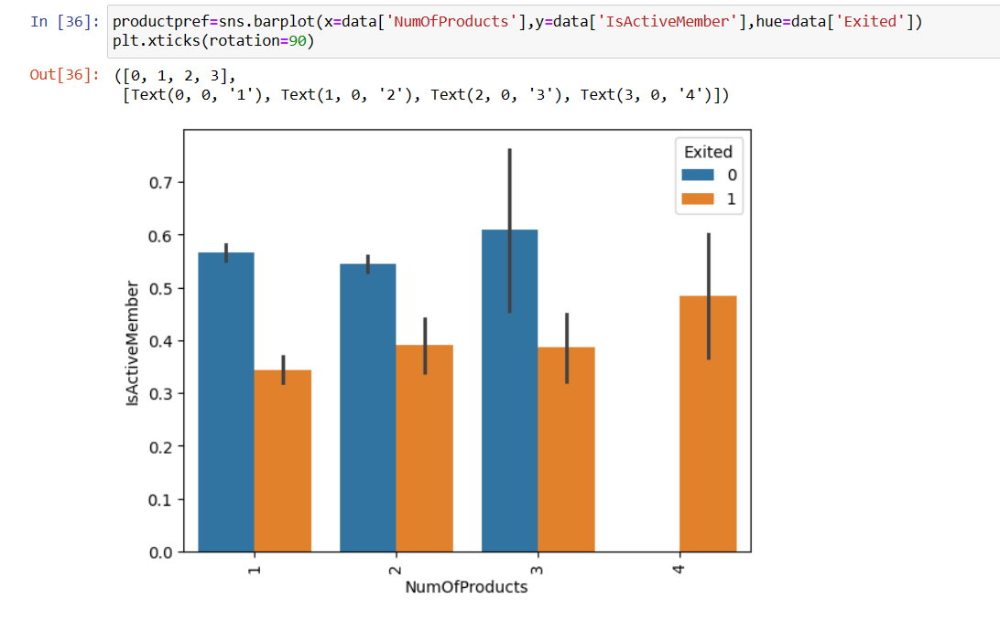 In [36]: productpref=sns.barplot(x=data['NumOfProducts'],y=data['IsActiveMember'],hue=data['Exited'])
plt.xticks(rotation=90)
Out[36]: ([0, 1, 2, 3],
[Text(0, 0, '1'), Text(1, 0, '2'), Text(2, 0, '3'), Text(3, 0, '4')])
Exited
0
1
0.7
0.6
0.5
0.4
0.3
0.2
0.1
0.0
IsActiveMember
1
2
3
4
NumOfProducts